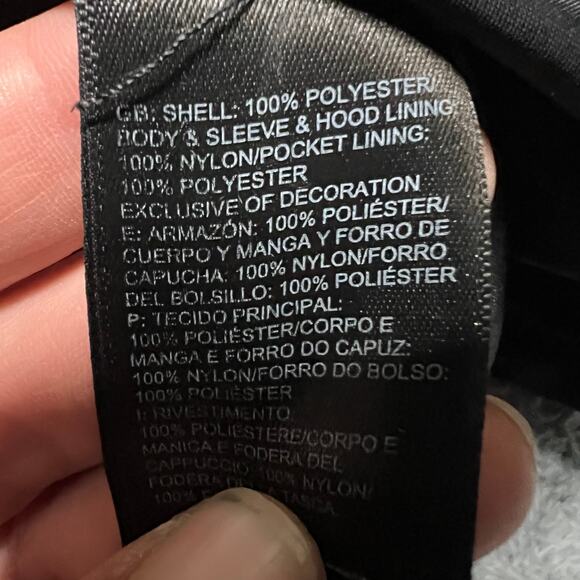 GB: SHELL: 100% POLYESTER/
BODY & SLEEVE & HOOD LINING:
100% NYLON/POCKET LINING:
100% POLYESTER
EXCLUSIVE OF DECORATION
E: ARMAZÓN: 100% POLIÉSTER/
CUERPO Y MANGA Y FORRO DE
CAPUCHA: 100% NYLON/FORRO
DEL BOLSILLO: 100% POLIÉSTER
P: TECIDO PRINCIPAL:
100% POLIÉSTER/CORPO E
MANGA E FORRO DO CAPUZ:
100% NYLON/FORRO DO BOLSO:
100% POLIÉSTER
I: RIVESTIMENTO:
100% POLIESTERE/CORPO E
MANICA E FODERA DEL
CAPPUCCIO: 100% NYLON/
FODERA TASCA:
100%